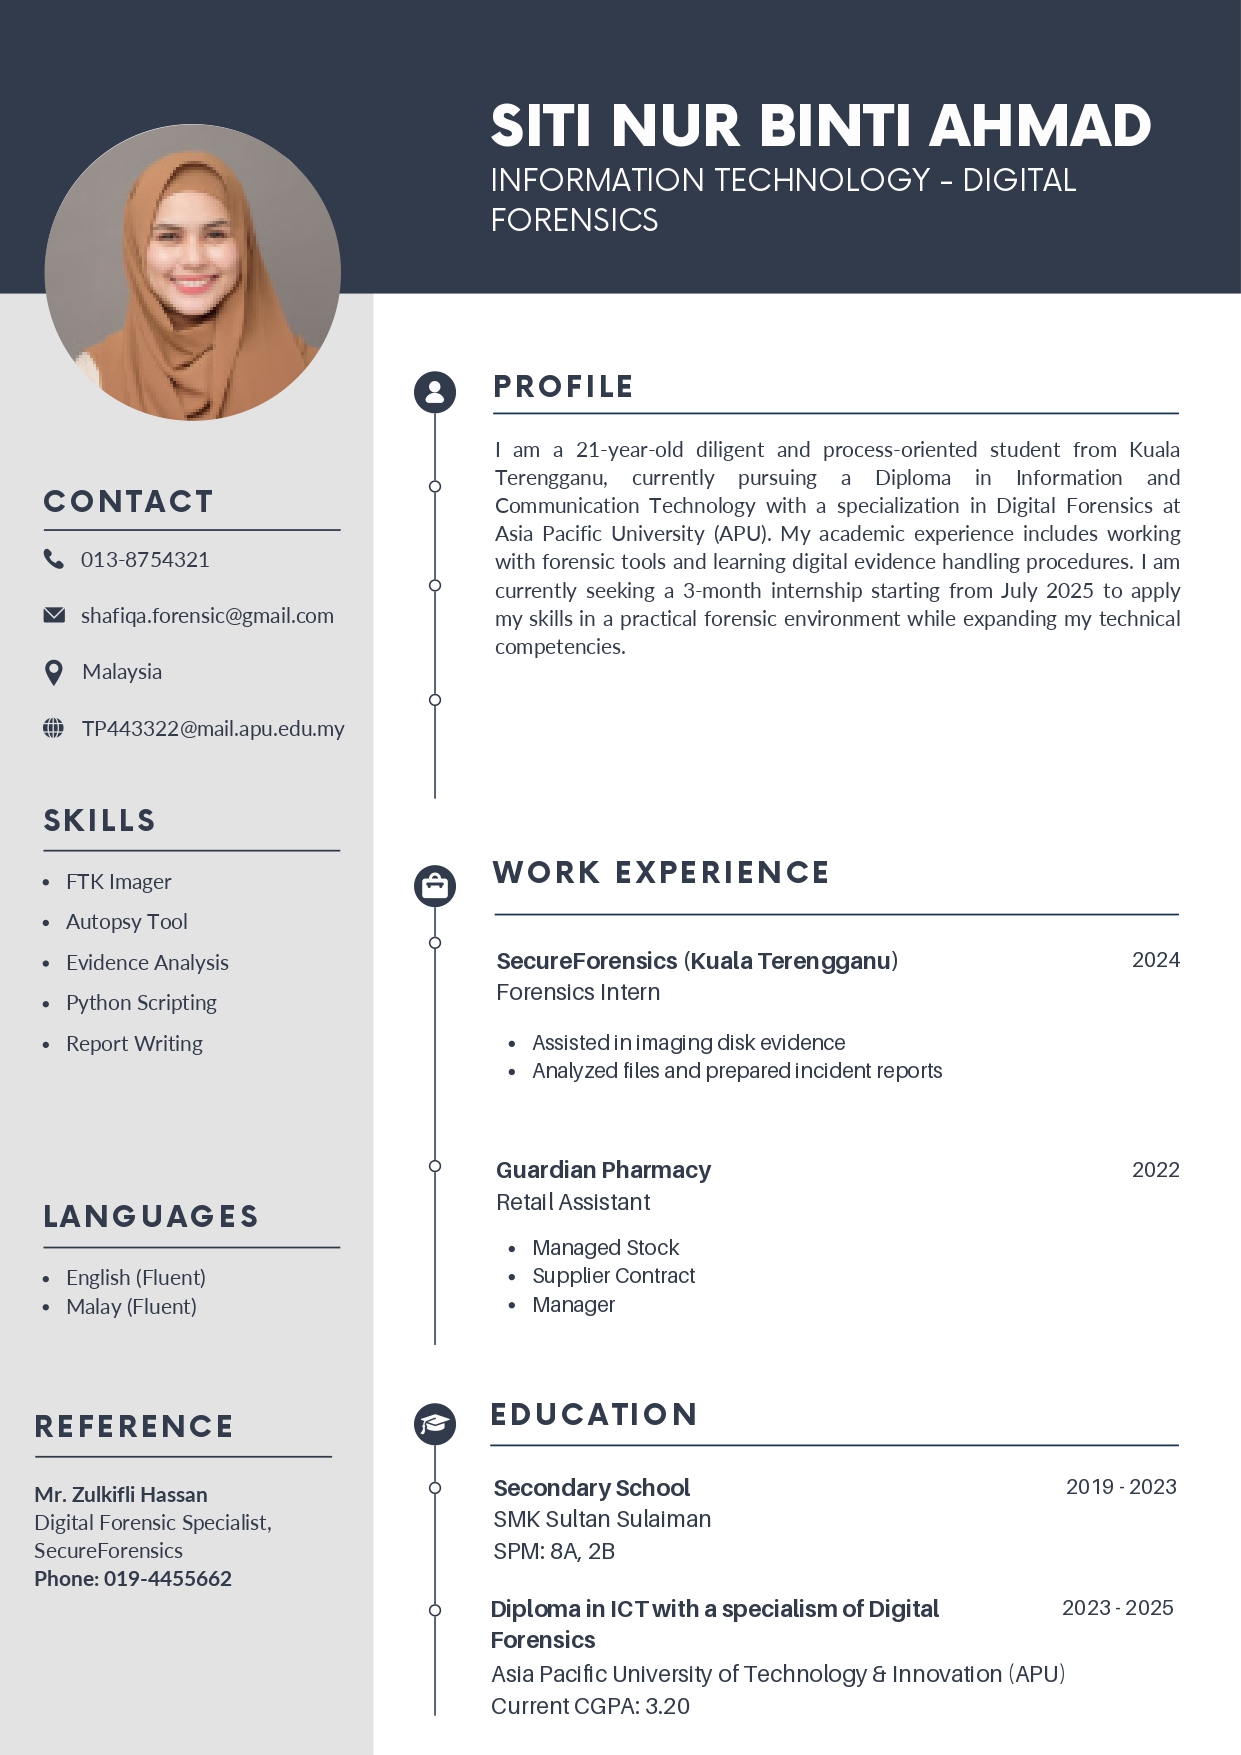 SITI NUR BINTI AHMAD
INFORMATION TECHNOLOGY - DIGITAL
FORENSICS
CONTACT
013-8754321
shafiqa.forensic@gmail.com
Malaysia
TP443322@mail.apu.edu.my
SKILLS
• FTK Imager
• Autopsy Tool
• Evidence Analysis
• Python Scripting
• Report Writing
LANGUAGES
• English (Fluent)
• Malay (Fluent)
REFERENCE
Mr. Zulkifli Hassan
Digital Forensic Specialist,
SecureForensics
Phone: 019-4455662
PROFILE
I am a 21-year-old diligent and process-oriented student from Kuala
Terengganu, currently pursuing a Diploma in Information and
Communication Technology with a specialization in Digital Forensics at
Asia Pacific University (APU). My academic experience includes working
with forensic tools and learning digital evidence handling procedures. I am
currently seeking a 3-month internship starting from July 2025 to apply
my skills in a practical forensic environment while expanding my technical
competencies.
WORK EXPERIENCE
SecureForensics (Kuala Terengganu) 2024
Forensics Intern
• Assisted in imaging disk evidence
• Analyzed files and prepared incident reports
Guardian Pharmacy 2022
Retail Assistant
• Managed Stock
• Supplier Contract
• Manager
EDUCATION
Secondary School 2019 - 2023
SMK Sultan Sulaiman
SPM: 8A, 2B
Diploma in ICT with a specialism of Digital 2023 - 2025
Forensics
Asia Pacific University of Technology & Innovation (APU)
Current CGPA: 3.20